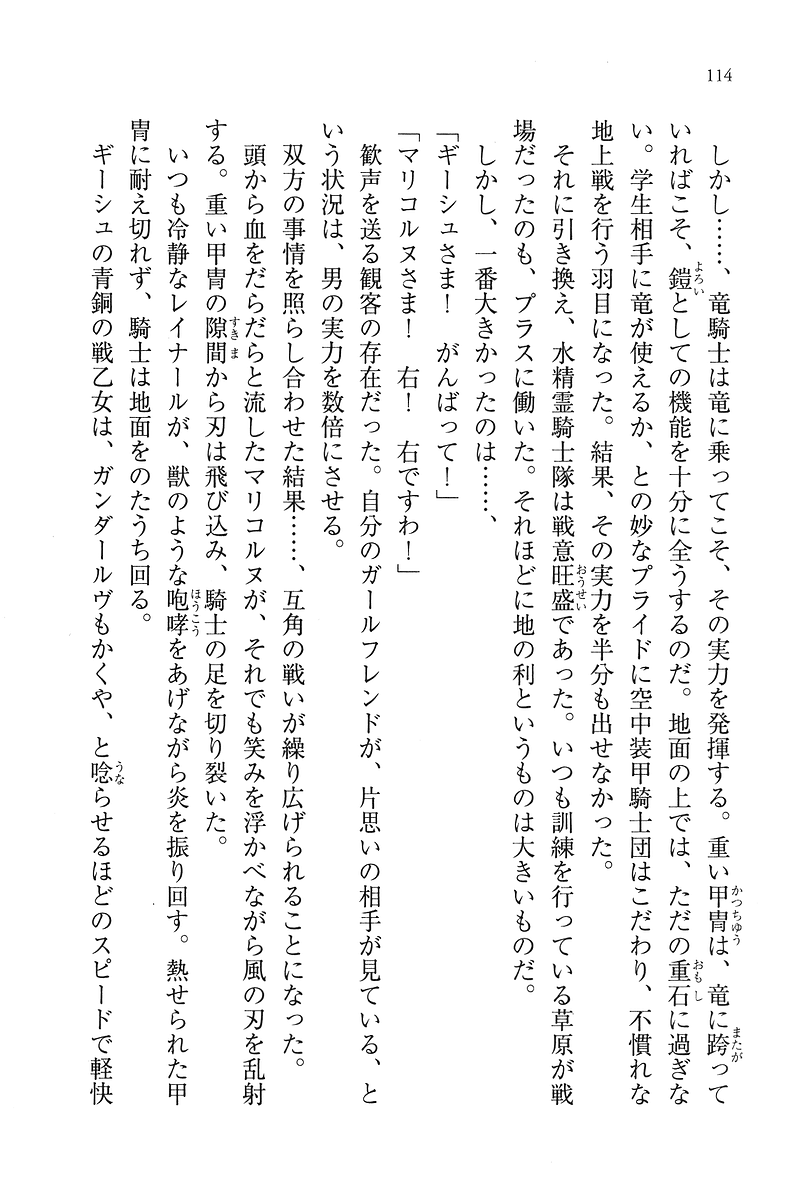 114
　しかし……、竜騎士は竜に乗ってこそ、その実力を発揮する。重い甲冑は、竜に跨って
いればこそ、鎧としての機能を十分に全うするのだ。地面の上では、ただの重石に過ぎな
い。学生相手に竜が使えるか、との妙なプライドに空中装甲騎士団はこだわり、不慣れな
地上戦を行う羽目になった。結果、その実力を半分も出せなかった。
　それに引き換え、水精霊騎士隊は戦意旺盛であった。いつも訓練を行っている草原が戦
場だったのも、プラスに働いた。それほどに地の利というものは大きいものだ。
　しかし、一番大きかったのは……、
「ギーシュさま！　がんばって！」
「マリコルヌさま！　右！　右ですわ！」
　歓声を送る観客の存在だった。自分のガールフレンドが、片思いの相手が見ている、と
いう状況は、男の実力を数倍にさせる。
　双方の事情を照らし合わせた結果……、互角の戦いが繰り広げられることになった。
　頭から血をだらだらと流したマリコルヌが、それでも笑みを浮かべながら風の刃を乱射
する。重い甲冑の隙間から刃は飛び込み、騎士の足を切り裂いた。
　いつも冷静なレイナールが、獣のような咆哮をあげながら炎を振り回す。熱せられた甲
冑に耐え切れず、騎士は地面をのたうち回る。
　ギーシュの青銅の戦乙女は、ガンダールヴもかくや、と唸らせるほどのスピードで軽快